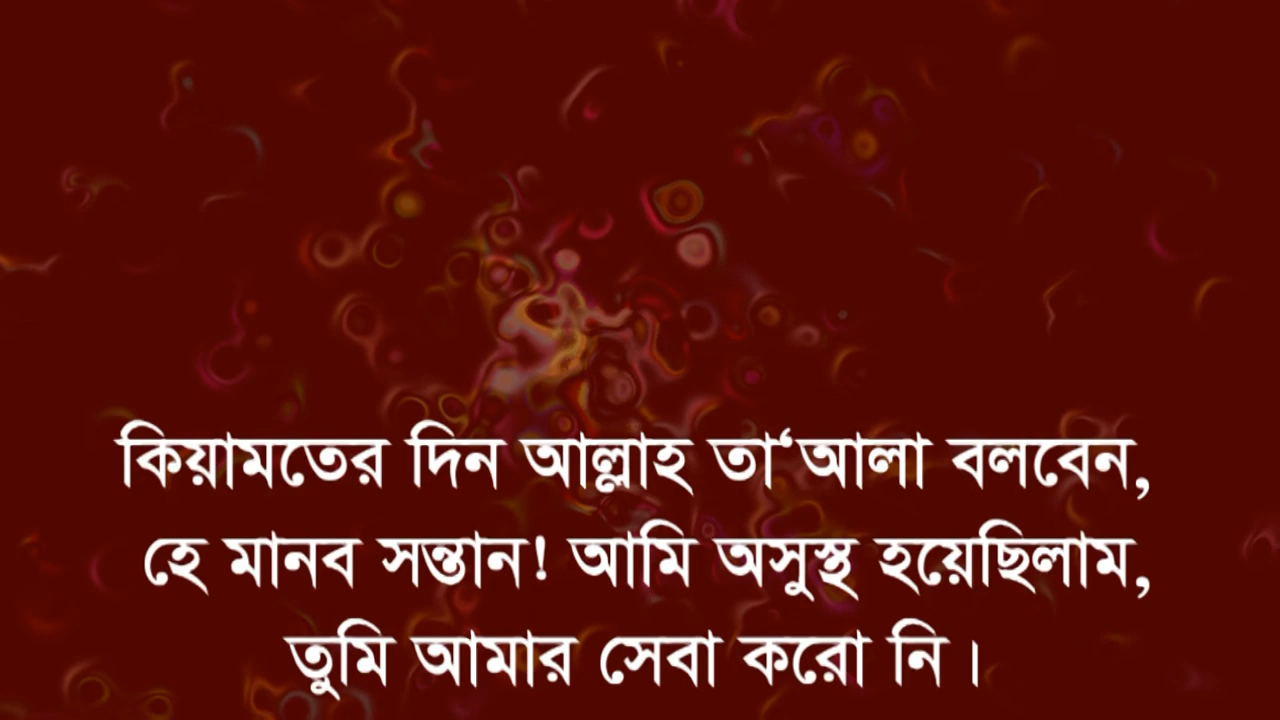 কিয়ামতের দিন আল্লাহ তা‘আলা বলবেন,
হে মানব সন্তান! আমি অসুস্থ হয়েছিলাম,
তুমি আমার সেবা করো নি।